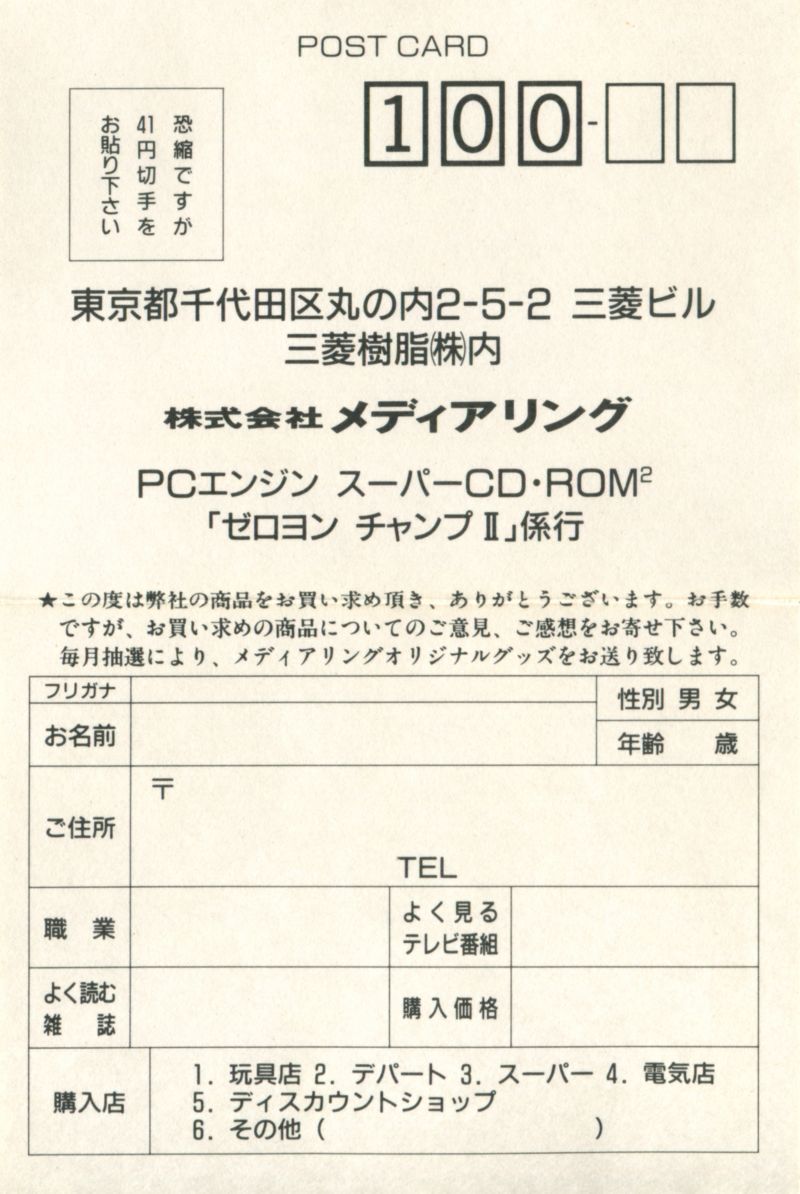 POST CARD
恐縮ですが
41円切手を
お貼り下さい
100-
東京都千代田区丸の内2-5-2 三菱ビル
三菱樹脂㈱内
株式会社 メディアリング
PCエンジン スーパーCD・ROM²
「ゼロヨン チャンプⅡ」係行
★この度は弊社の商品をお買い求め頂き、ありがとうございます。お手数
ですが、お買い求めの商品についてのご意見、ご感想をお寄せ下さい。
毎月抽選により、メディアリングオリジナルグッズをお送り致します。
フリガナ
性別 男 女
お名前
年齢 歳
ご住所
〒
TEL
職業
よく見る
テレビ番組
よく読む
雑誌
購入価格
購入店
1. 玩具店 2. デパート 3. スーパー 4. 電気店
5. ディスカウントショップ
6. その他 ( )